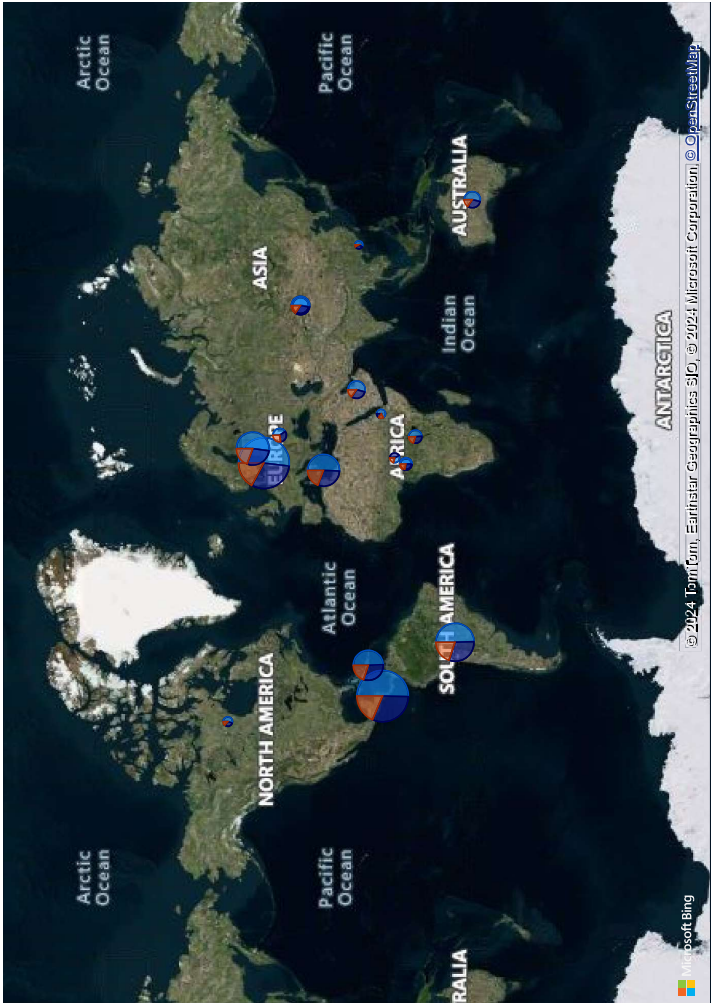 Arctic
Ocean
Arctic
Ocean
NORTH AMERICA
EUROPE
ASIA
Pacific
Ocean
Atlantic
Ocean
Pacific
Ocean
AFRICA
RALIA
SOUTH AMERICA
Indian
Ocean
AUSTRALIA
ANTARCTICA
Microsoft Bing
© 2024 TomTom, Earthstar Geographics SIO, © 2024 Microsoft Corporation, © OpenStreetMap